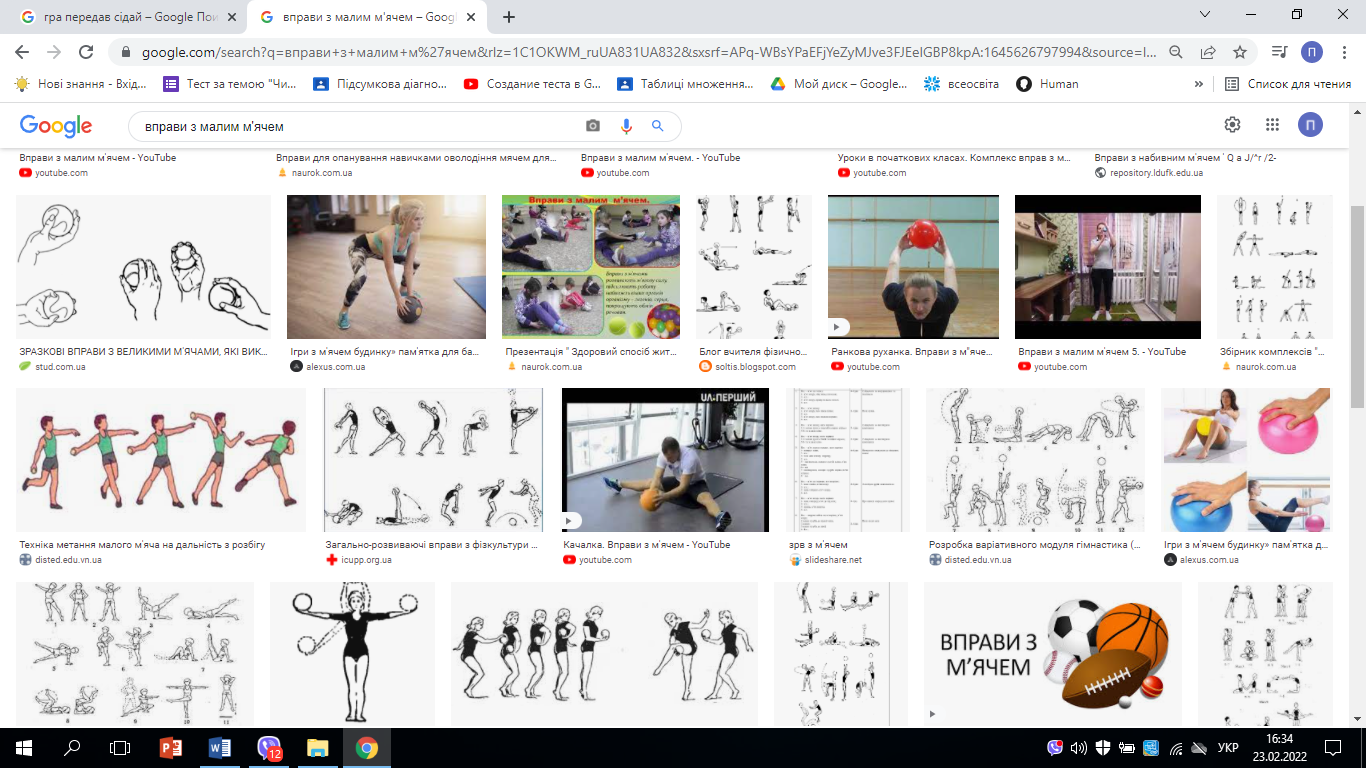 гра передав сідай – Google Пои
вправи з малим м'ячем – Googl
google.com/search?q=вправи+з+малим+м%27ячем&rlz=1C1OKWM_ruUA831UA832&sxsrf=APq-WBsYPaEFjYeZyMJve3FJEelGBP8kpA:1645626797994&source=l...
Нові знання - Вхід...
Тест за темою "Чи...
Підсумкова діагно...
Создание теста в G...
Таблиці множення...
Мой диск – Google...
всеосвіта
Human
»
Список для чтения
Google
вправи з малим м'ячем
П
Вправи з малим м'ячем - YouTube
youtube.com
Вправи для опанування навичками оволодіння мячем для...
naurok.com.ua
Вправи з малим м'ячем. - YouTube
youtube.com
Уроки в початкових класах. Комплекс вправ з м...
youtube.com
Вправи з набивним м'ячем ' Q a J/^r /2-
repository.ldufk.edu.ua
Вправи з малим м'ячем.
ЗРАЗКОВІ ВПРАВИ З ВЕЛИКИМИ М'ЯЧАМИ, ЯКІ ВИК...
stud.com.ua
Ігри з м'ячем будинку» пам'ятка для ба...
alexus.com.ua
Презентація " Здоровий спосіб жит...
naurok.com.ua
Блог вчителя фізично...
soltis.blogspot.com
Ранкова руханка. Вправи з м"яче...
youtube.com
Вправи з малим м'ячем 5. - YouTube
youtube.com
Збірник комплексів "...
naurok.com.ua
UA:ПЕРШИЙ
Техніка метання малого м'яча на дальність з розбігу
disted.edu.vn.ua
Загально-розвиваючі вправи з фізкультури ...
icupp.org.ua
Качалка. Вправи з м'ячем - YouTube
youtube.com
зрв з м'ячем
slideshare.net
Розробка варіативного модуля гімнастика (...
disted.edu.vn.ua
Ігри з м'ячем будинку» пам'ятка д...
alexus.com.ua
ВПРАВИ З
М'ЯЧЕМ
12
УКР
16:34
23.02.2022